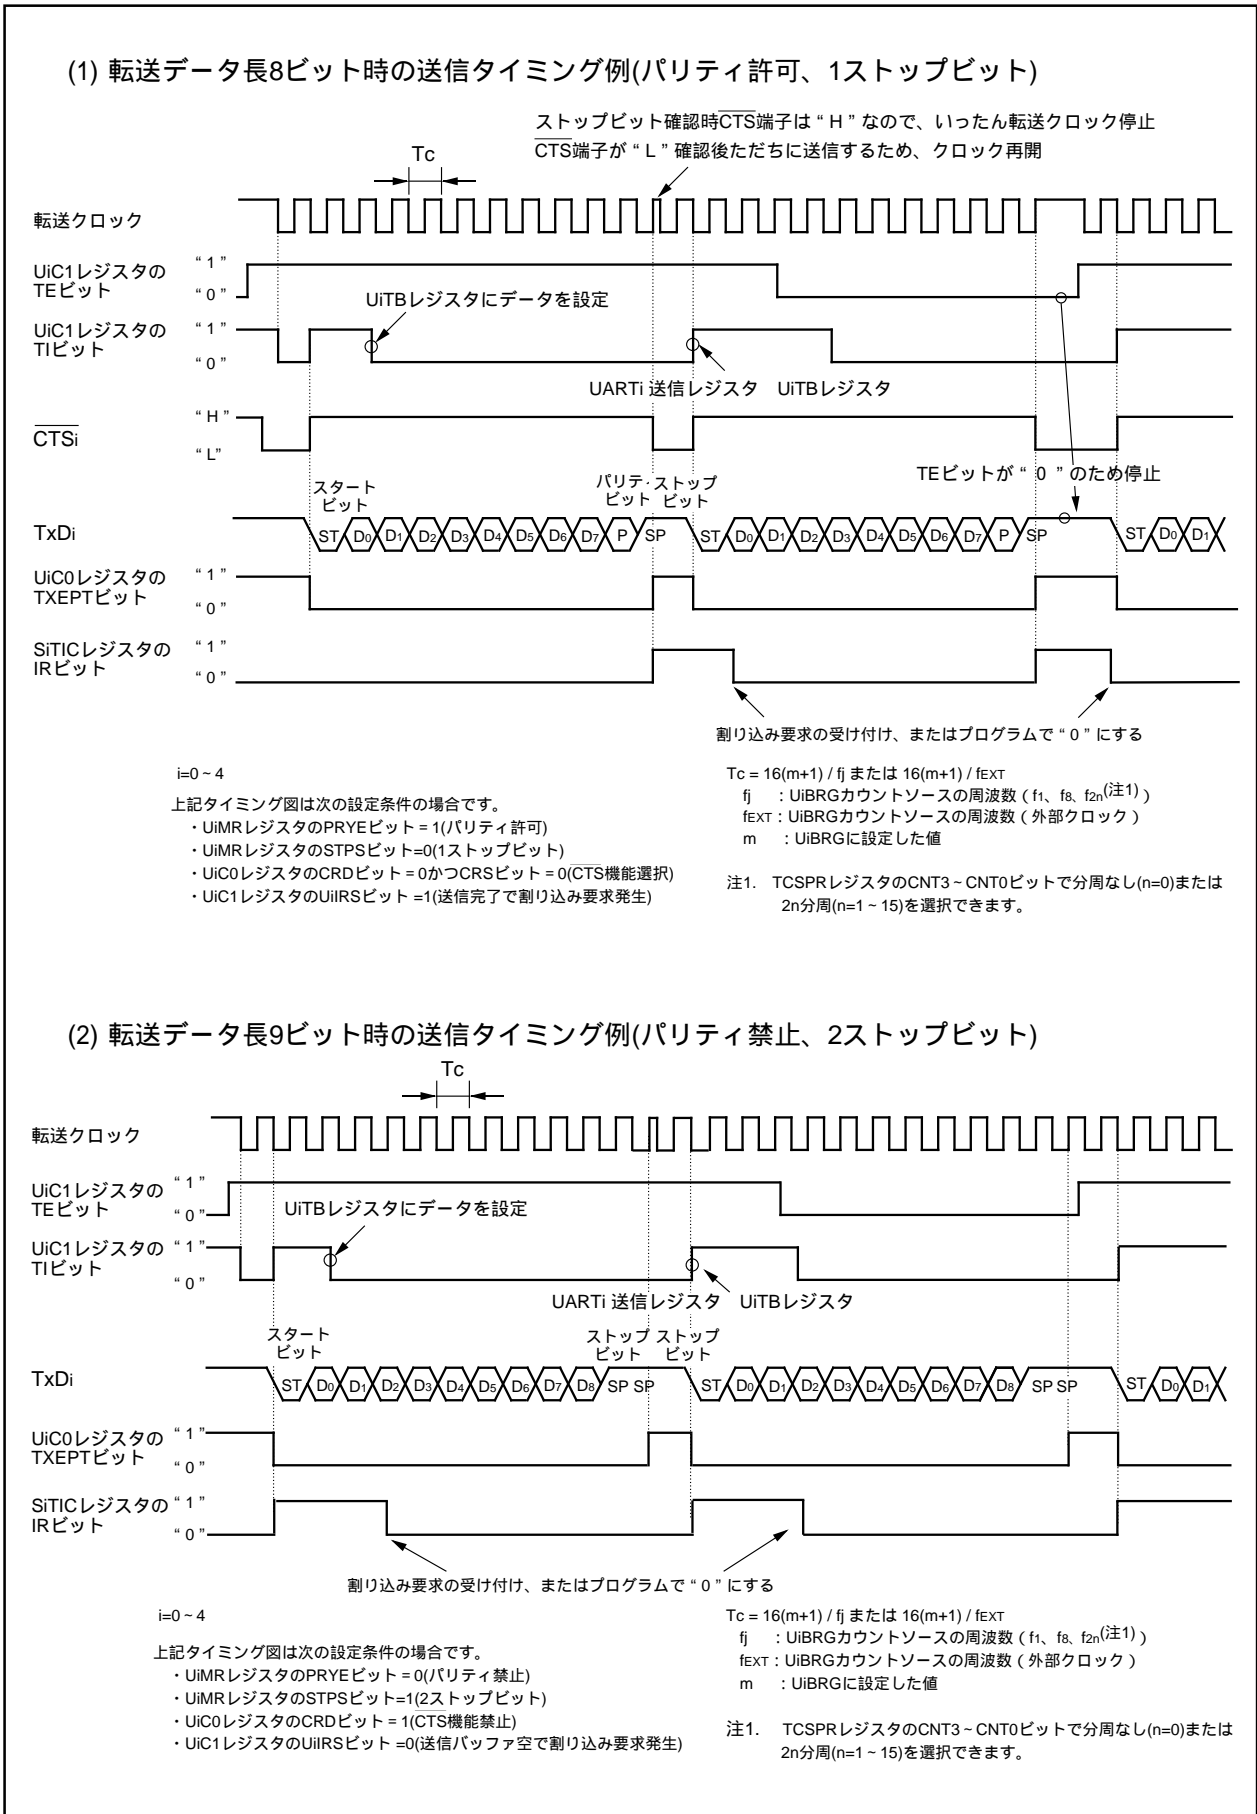 (1) 転送データ長8ビット時の送信タイミング例(パリティ許可、1ストップビット)
ストップビット確認時CTS端子は“ H ” なので、いったん転送クロック停止
CTS端子が“ L ” 確認後ただちに送信するため、クロック再開
Tc
転送クロック
UiC1レジスタの
TEビット
“ 1 ”
“ 0 ”
UiTBレジスタにデータを設定
UiC1レジスタの
TIビット
“ 1 ”
“ 0 ”
UARTi 送信レジスタ UiTBレジスタ
CTSi
“ H ”
“ L”
TEビットが “ 0 ” のため停止
スタート
ビット
パリティ
ビット
ストップ
ビット
TxDi
ST D0 D1 D2 D3 D4 D5 D6 D7 P SP ST D0 D1 D2 D3 D4 D5 D6 D7 P SP ST D0 D1
UiC0レジスタの
TXEPTビット
“ 1 ”
“ 0 ”
SiTICレジスタの
IRビット
“ 1 ”
“ 0 ”
割り込み要求の受け付け、またはプログラムで “ 0 ” にする
i=0 ~ 4
上記タイミング図は次の設定条件の場合です。
・UiMRレジスタのPRYEビット = 1(パリティ許可)
・UiMRレジスタのSTPSビット=0(1ストップビット)
・UiC0レジスタのCRDビット = 0かつCRSビット = 0(CTS機能選択)
・UiC1レジスタのUiIRSビット =1(送信完了で割り込み要求発生)
Tc = 16(m+1) / fj または 16(m+1) / fEXT
fj : UiBRGカウントソースの周波数 ( f1、f8、f2n(注1) )
fEXT : UiBRGカウントソースの周波数 ( 外部クロック )
m : UiBRGに設定した値
注1. TCSPRレジスタのCNT3 ~ CNT0ビットで分周なし(n=0)または
2n分周(n=1 ~ 15)を選択できます。
(2) 転送データ長9ビット時の送信タイミング例(パリティ禁止、2ストップビット)
Tc
転送クロック
UiC1レジスタの
TEビット
“ 1 ”
“ 0 ”
UiTBレジスタにデータを設定
UiC1レジスタの
TIビット
“ 1 ”
“ 0 ”
UARTi 送信レジスタ UiTBレジスタ
スタート
ビット
ストップ
ビット
ストップ
ビット
TxDi
ST D0 D1 D2 D3 D4 D5 D6 D7 D8 SP SP ST D0 D1 D2 D3 D4 D5 D6 D7 D8 SP SP ST D0 D1
UiC0レジスタの
TXEPTビット
“ 1 ”
“ 0 ”
SiTICレジスタの
IRビット
“ 1 ”
“ 0 ”
割り込み要求の受け付け、またはプログラムで “ 0 ” にする
i=0 ~ 4
上記タイミング図は次の設定条件の場合です。
・UiMRレジスタのPRYEビット = 0(パリティ禁止)
・UiMRレジスタのSTPSビット=1(2ストップビット)
・UiC0レジスタのCRDビット = 1(CTS機能禁止)
・UiC1レジスタのUiIRSビット =0(送信バッファ空で割り込み要求発生)
Tc = 16(m+1) / fj または 16(m+1) / fEXT
fj : UiBRGカウントソースの周波数 ( f1、f8、f2n(注1) )
fEXT : UiBRGカウントソースの周波数 ( 外部クロック )
m : UiBRGに設定した値
注1. TCSPRレジスタのCNT3 ~ CNT0ビットで分周なし(n=0)または
2n分周(n=1 ~ 15)を選択できます。